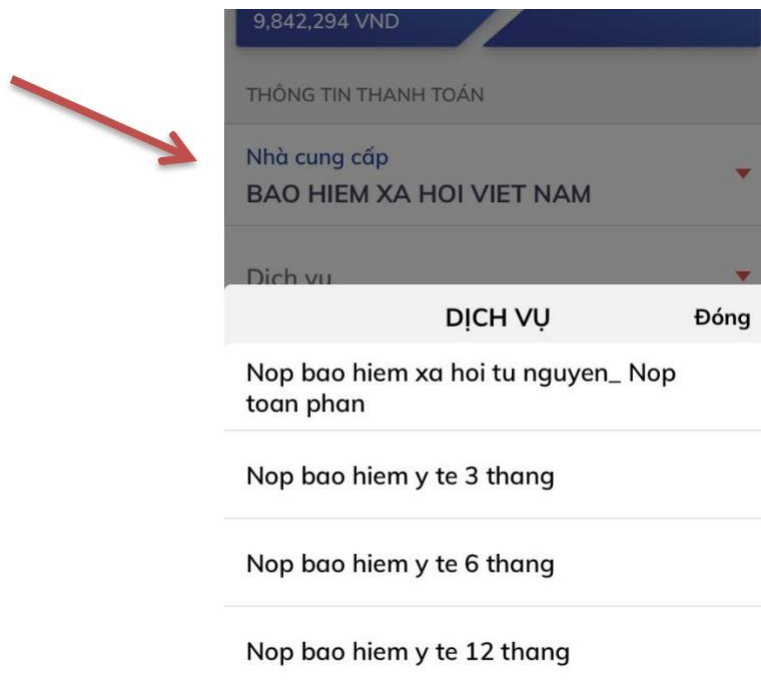 9,842,294 VND
THÔNG TIN THANH TOÁN
Nhà cung cấp
BAO HIEM XA HOI VIET NAM
Dịch vụ
DỊCH VỤ
Đóng
Nop bao hiem xa hoi tu nguyen_ Nop
toan phan
Nop bao hiem y te 3 thang
Nop bao hiem y te 6 thang
Nop bao hiem y te 12 thang